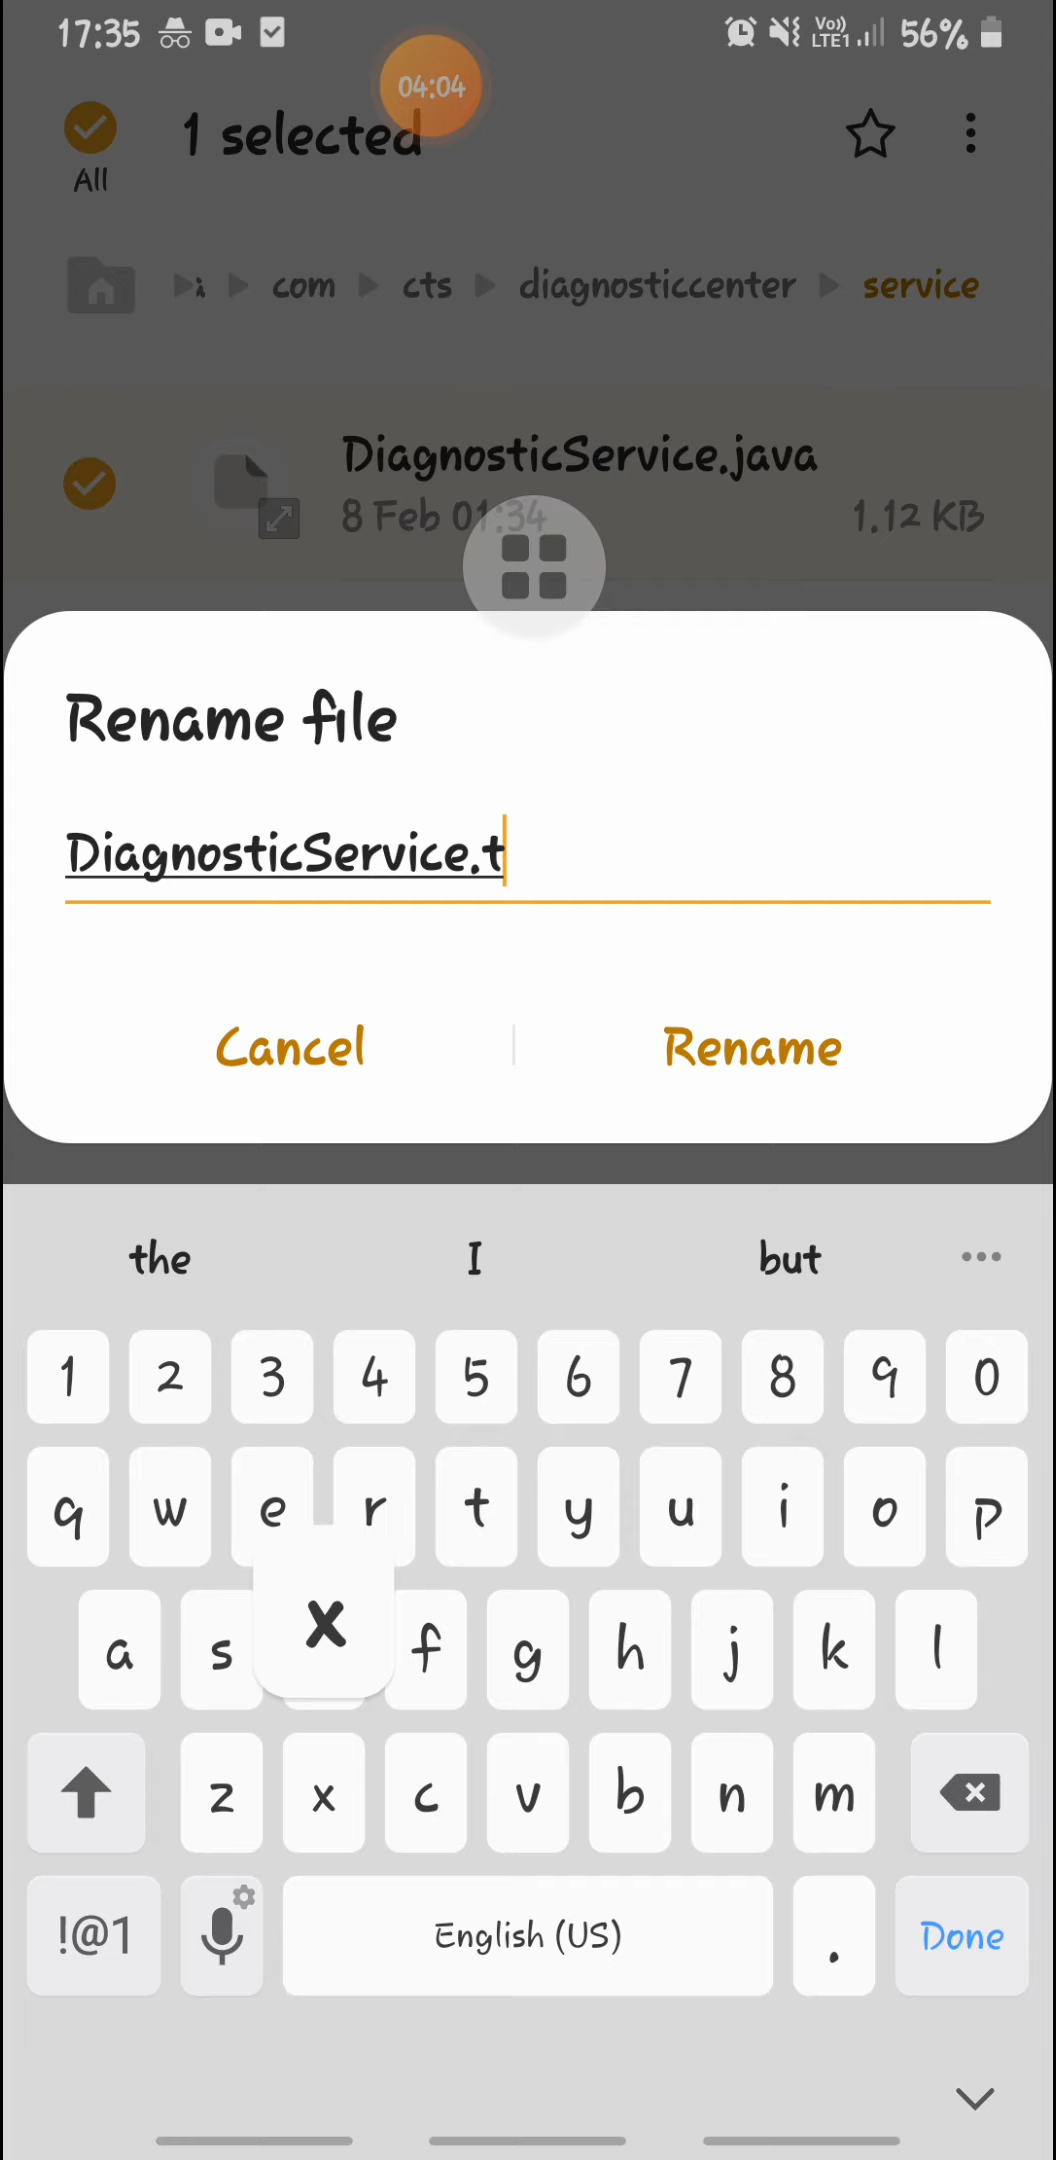 17:35
04:04
Vo))
LTE1
56%
1 selected
All
com cts diagnosticcenter service
DiagnosticService.java
8 Feb 01:34
1.12 KB
Rename file
DiagnosticService.t
Cancel
Rename
the I but
1 2 3 4 5 6 7 8 9 0
q w e r t y u i o p
x
a s f g h j k l
z x c v b n m
!@1
English (US)
.
Done